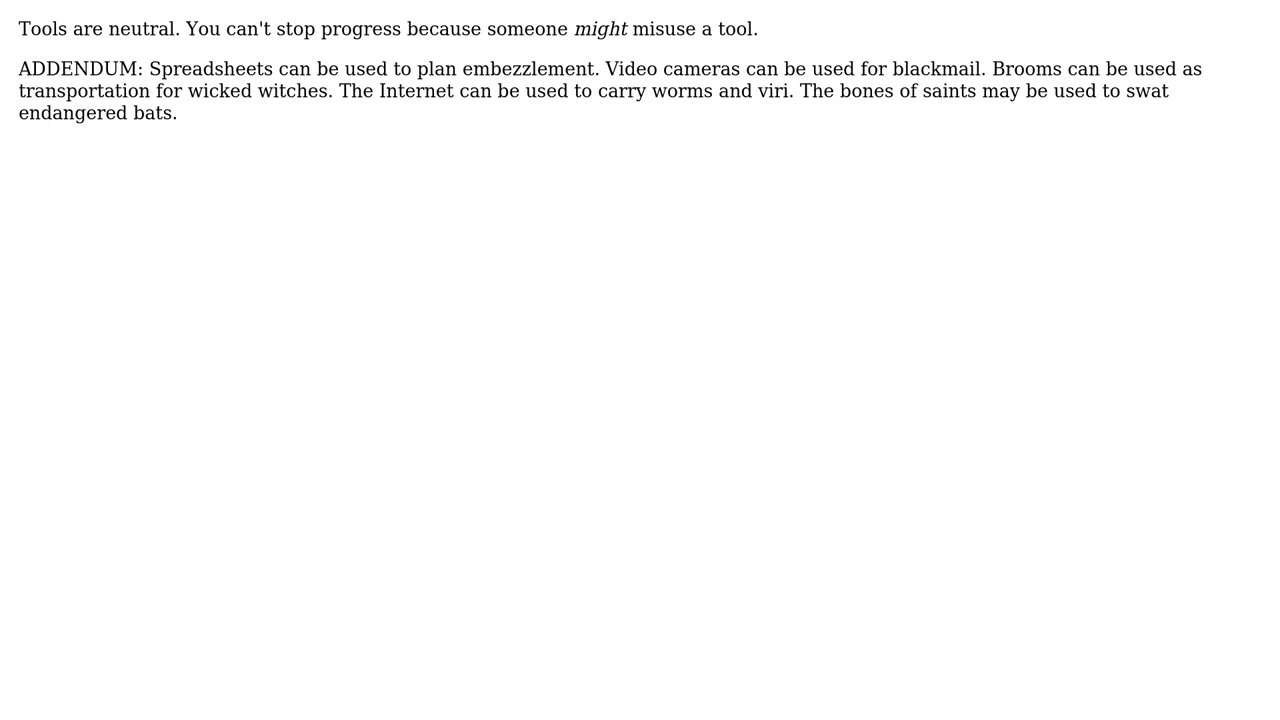 Tools are neutral. You can't stop progress because someone might misuse a tool.
ADDENDUM: Spreadsheets can be used to plan embezzlement. Video cameras can be used for blackmail. Brooms can be used as
transportation for wicked witches. The Internet can be used to carry worms and viri. The bones of saints may be used to swat
endangered bats.